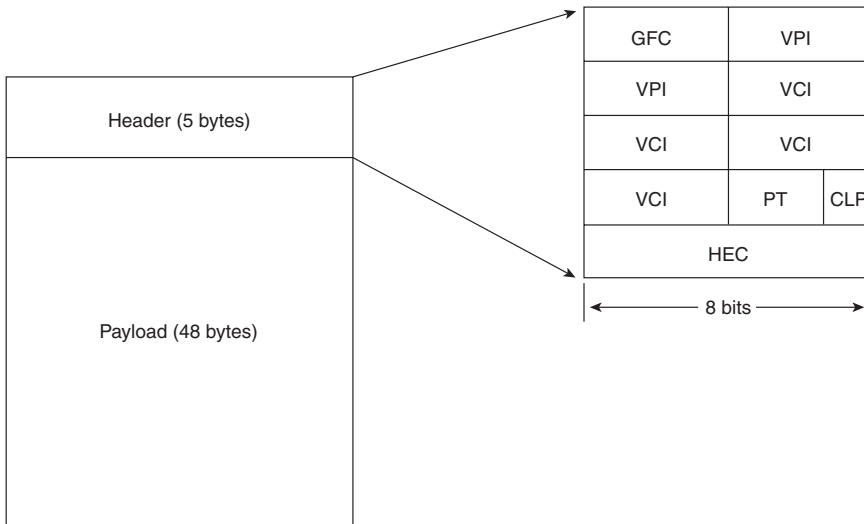 GFC VPI
VPI VCI
Header (5 bytes)
VCI VCI
VCI PT CLP
HEC
8 bits
Payload (48 bytes)